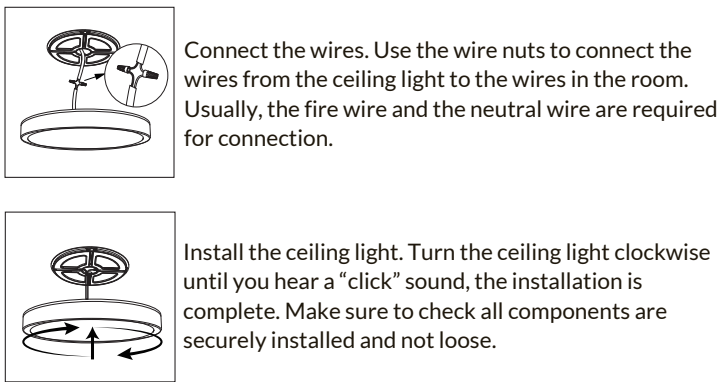 Connect the wires. Use the wire nuts to connect the
wires from the ceiling light to the wires in the room.
Usually, the fire wire and the neutral wire are required
for connection.
Install the ceiling light. Turn the ceiling light clockwise
until you hear a “click” sound, the installation is
complete. Make sure to check all components are
securely installed and not loose.